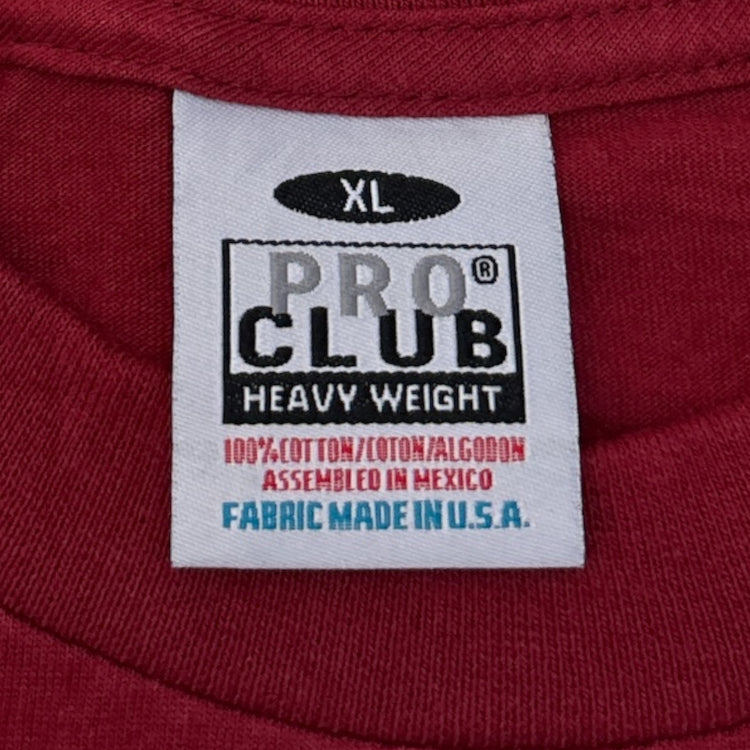 XL
PRO®
CLUB
HEAVY WEIGHT
100% COTTON/COTON/ALGODON
ASSEMBLED IN MEXICO
FABRIC MADE IN U.S.A.